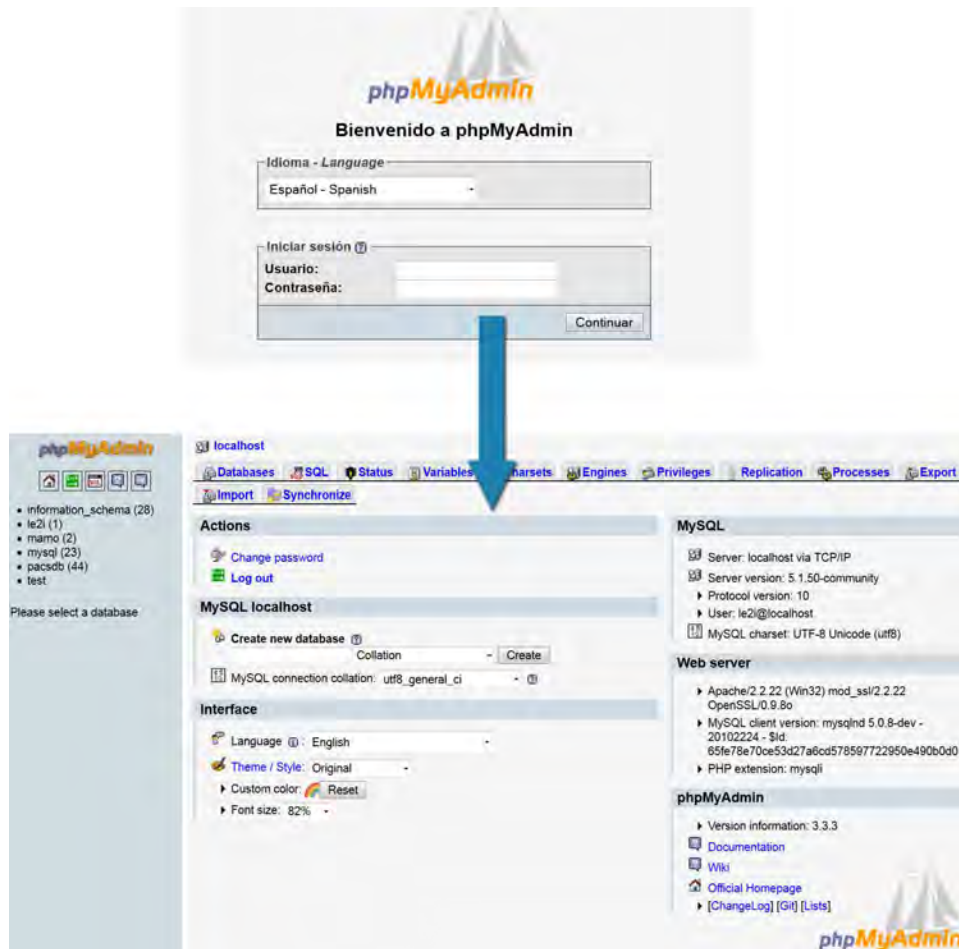 phpMyAdmin
Bienvenido a phpMyAdmin
Idioma - Language
Español - Spanish
Iniciar sesión
Usuario:
Contraseña:
Continuar
phpMyAdmin
information_schema (28)
le2i (1)
mamo (2)
mysql (23)
pacsdb (44)
test
Please select a database
localhost
Databases SQL Status Variables Engines Privileges Replication Processes Export
Import Synchronize
Actions
Change password
Log out
MySQL localhost
Create new database
Collation Create
MySQL connection collation: utf8_general_ci
Interface
Language : English
Theme / Style: Original
Custom color: Reset
Font size: 82%
MySQL
Server: localhost via TCP/IP
Server version: 5.1.50-community
Protocol version: 10
User: le2i@localhost
MySQL charset: UTF-8 Unicode (utf8)
Web server
Apache/2.2.22 (Win32) mod_ssl/2.2.22
OpenSSL/0.9.8o
MySQL client version: mysqlnd 5.0.8-dev -
20102224 - $Id:
65fe78e70ce53d27a6cd578597722950e490b0d0
PHP extension: mysqli
phpMyAdmin
Version information: 3.3.3
Documentation
Wiki
Official Homepage
[ChangeLog] [Git] [Lists]
phpMyAdmin